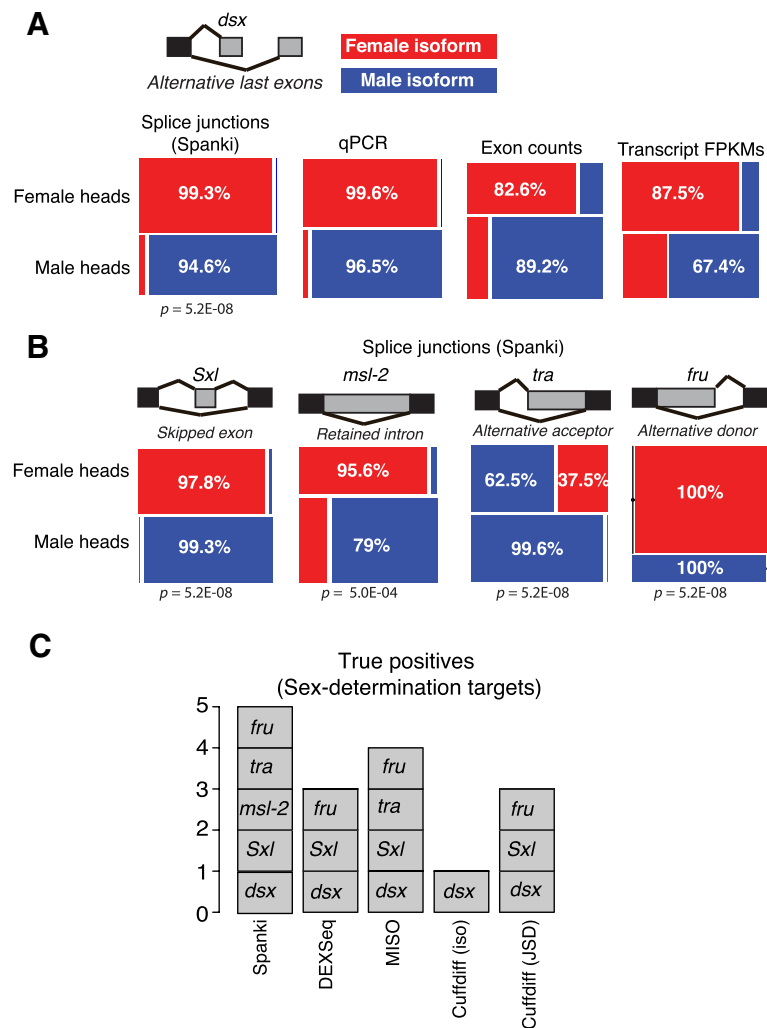 A
dsx
Alternative last exons
Female isoform
Male isoform
Splice junctions
(Spanki)
qPCR
Exon counts
Transcript FPKMs
Female heads
99.3%
99.6%
82.6%
87.5%
Male heads
94.6%
96.5%
89.2%
67.4%
p = 5.2E-08
B
Splice junctions (Spanki)
Sxl
msl-2
tra
fru
Skipped exon
Retained intron
Alternative acceptor
Alternative donor
Female heads
97.8%
95.6%
62.5%
37.5%
100%
Male heads
99.3%
79%
99.6%
100%
p = 5.2E-08
p = 5.0E-04
p = 5.2E-08
p = 5.2E-08
C
True positives
(Sex-determination targets)
5
4
3
2
1
0
fru
tra
msl-2
Sxl
dsx
fru
Sxl
dsx
fru
tra
Sxl
dsx
dsx
fru
Sxl
dsx
Spanki
DEXSeq
MISO
Cuffdiff (iso)
Cuffdiff (JSD)